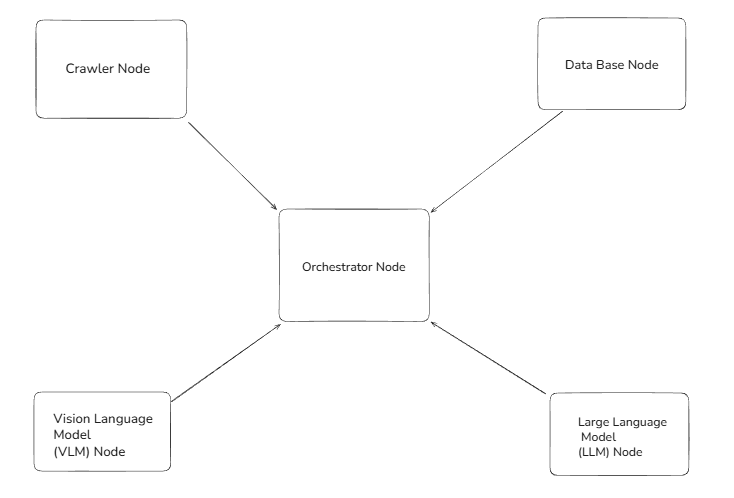 Crawler Node
Data Base Node
Orchestrator Node
Vision Language
Model
(VLM) Node
Large Language
Model
(LLM) Node